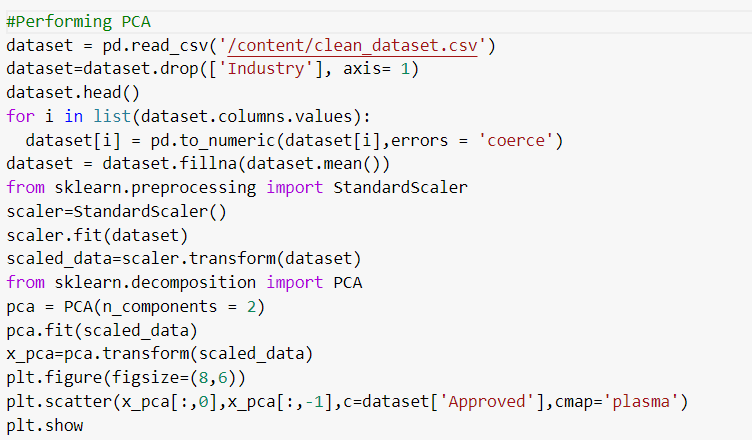 #Performing PCA
dataset = pd.read_csv('/content/clean_dataset.csv')
dataset=dataset.drop(['Industry'], axis= 1)
dataset.head()
for i in list(dataset.columns.values):
  dataset[i] = pd.to_numeric(dataset[i],errors = 'coerce')
dataset = dataset.fillna(dataset.mean())
from sklearn.preprocessing import StandardScaler
scaler=StandardScaler()
scaler.fit(dataset)
scaled_data=scaler.transform(dataset)
from sklearn.decomposition import PCA
pca = PCA(n_components = 2)
pca.fit(scaled_data)
x_pca=pca.transform(scaled_data)
plt.figure(figsize=(8,6))
plt.scatter(x_pca[:,0],x_pca[:,-1],c=dataset['Approved'],cmap='plasma')
plt.show